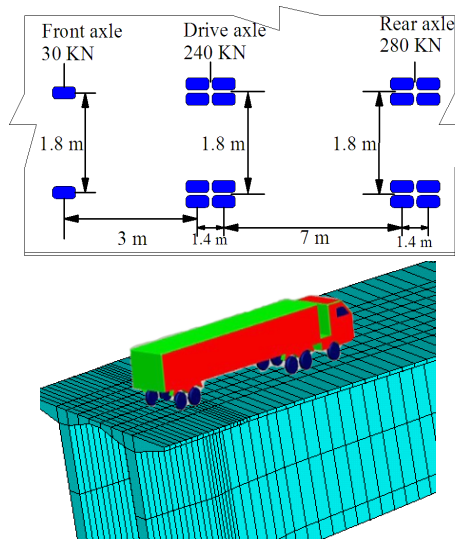 Front axle
30 KN
Drive axle
240 KN
Rear axle
280 KN
1.8 m
1.8 m
1.8 m
3 m
1.4 m
7 m
1.4 m